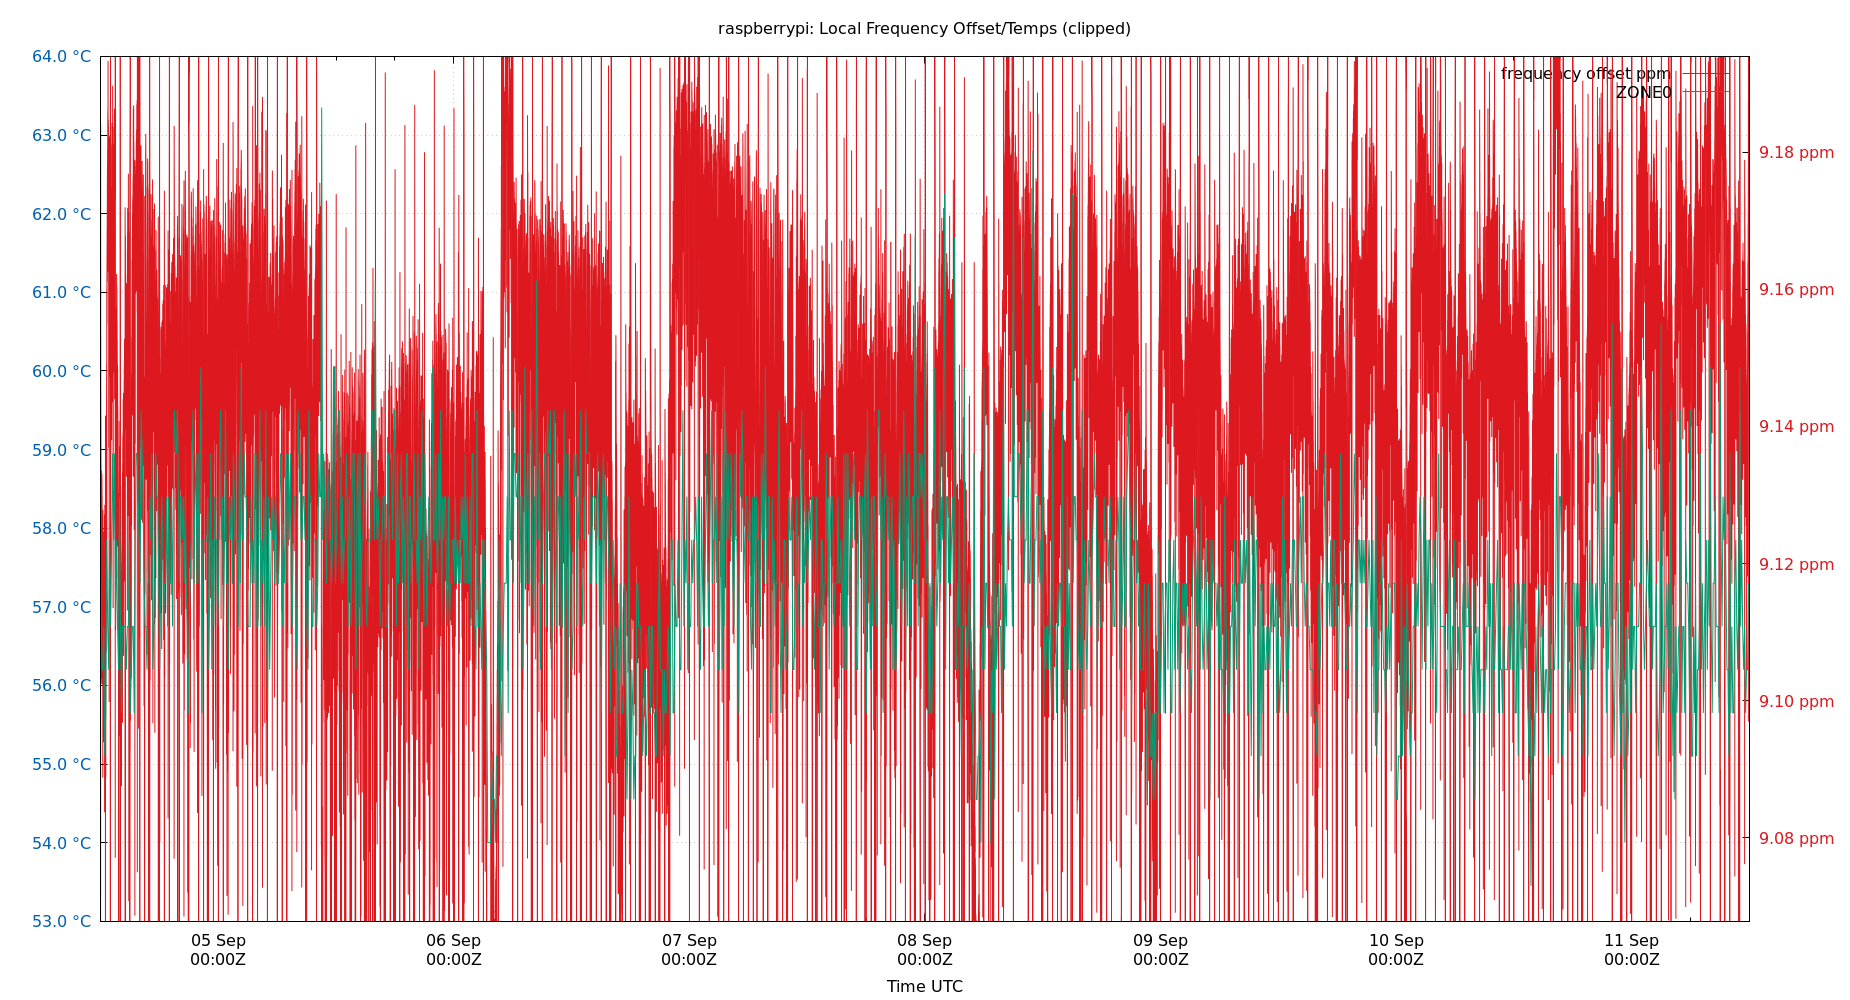 raspberrypi: Local Frequency Offset/Temps (clipped)
frequency offset ppm
ZONE0
64.0 °C
63.0 °C
62.0 °C
61.0 °C
60.0 °C
59.0 °C
58.0 °C
57.0 °C
56.0 °C
55.0 °C
54.0 °C
53.0 °C
9.18 ppm
9.16 ppm
9.14 ppm
9.12 ppm
9.10 ppm
9.08 ppm
05 Sep 06 Sep 07 Sep 08 Sep 09 Sep 10 Sep 11 Sep
00:00Z 00:00Z 00:00Z 00:00Z 00:00Z 00:00Z 00:00Z
Time UTC